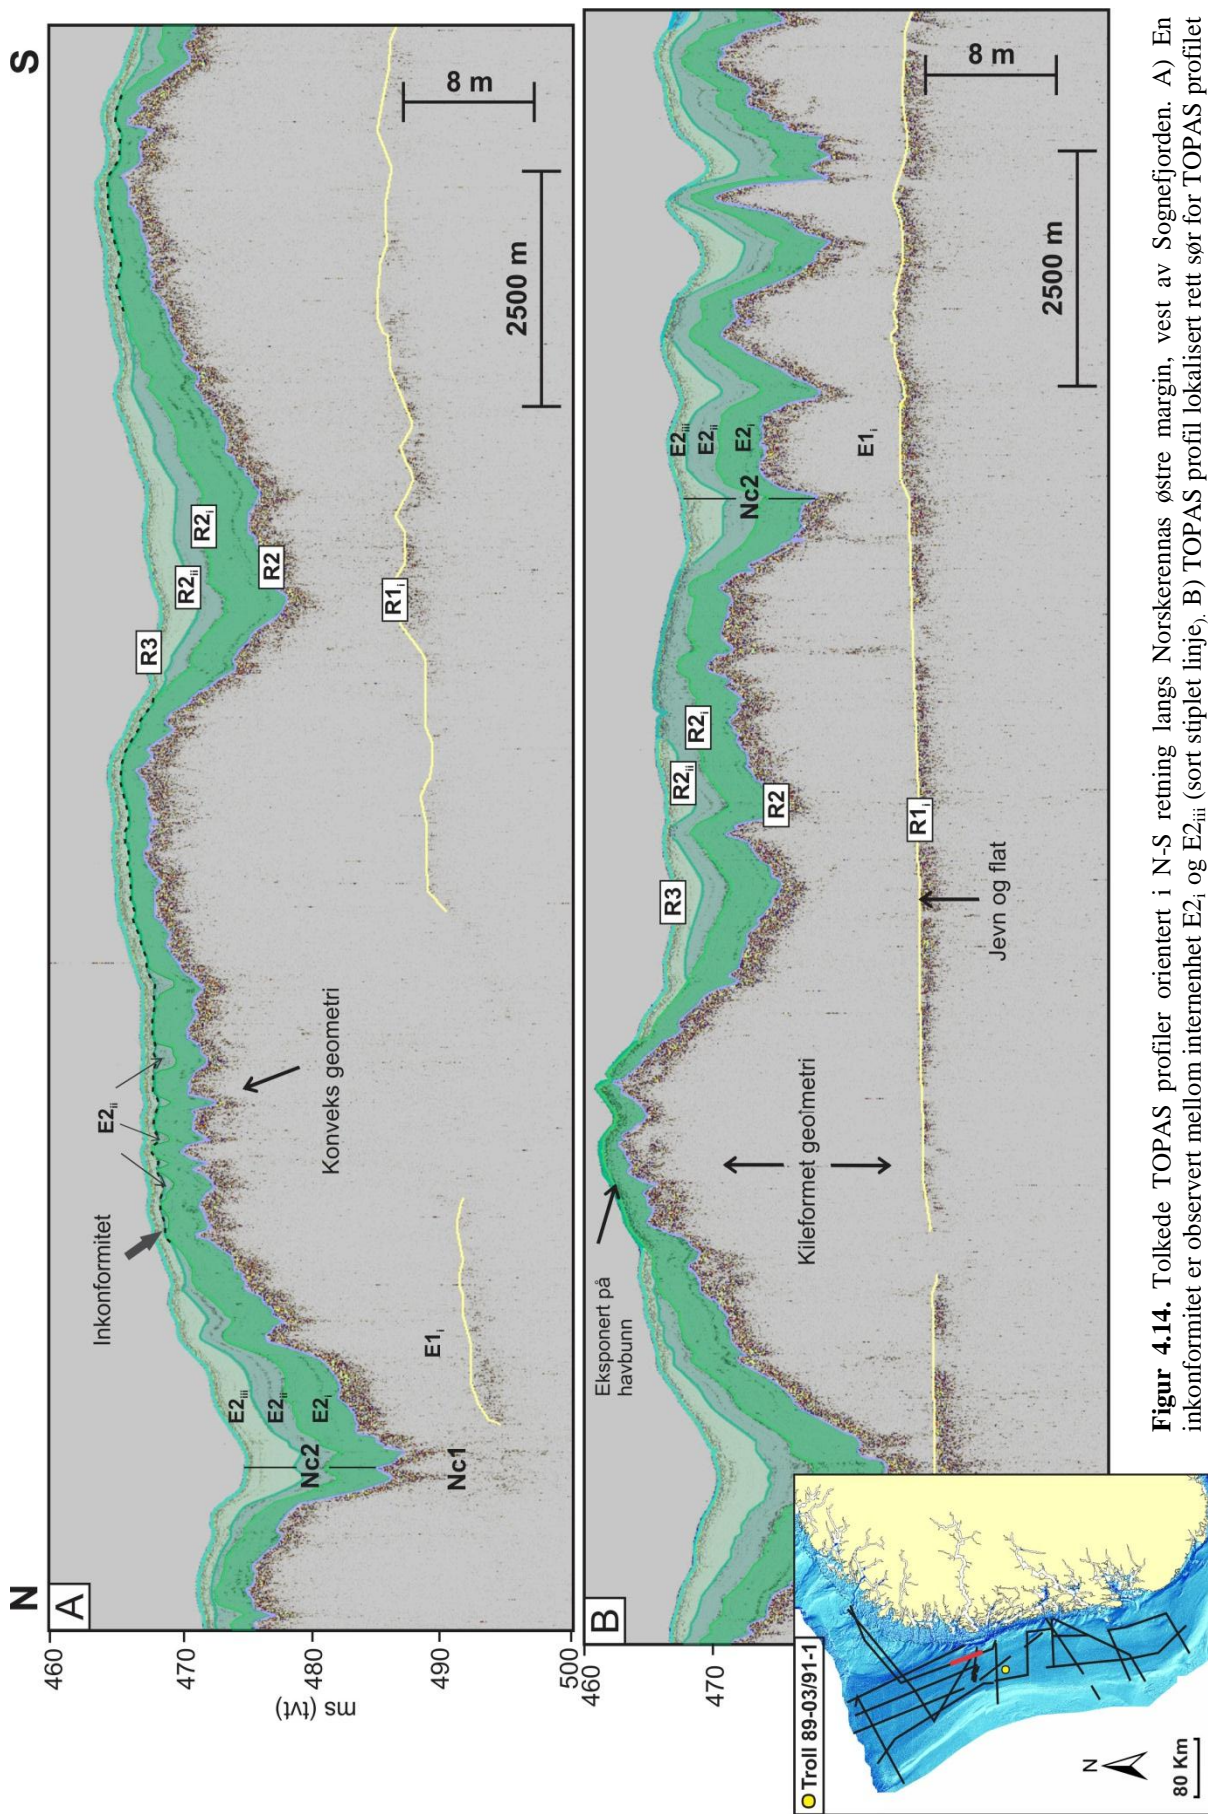 N
S
A
460
470
480
490
500
ms (tvt)
Inkonformitet
E2ii
Konveks geometri
E2iii
E2ii
E2i
Nc2
Nc1
E1i
R3
R2ii
R2i
R2
R1i
8 m
2500 m
B
460
470
Eksponert på
havbunn
Kileformet geolmetri
Jevn og flat
R3
R2ii
R2i
R2
R1i
E2iii
E2ii
E2i
Nc2
E1i
8 m
2500 m
Troll 89-03/91-1
N
80 Km
Figur 4.14. Tolkede TOPAS profiler orientert i N-S retning langs Norskerennas østre margin, vest av Sognefjorden. A) En
inkonformitet er observert mellom internenhet E2i og E2iii (sort stiplet linje). B) TOPAS profil lokalisert rett sør for TOPAS profilet